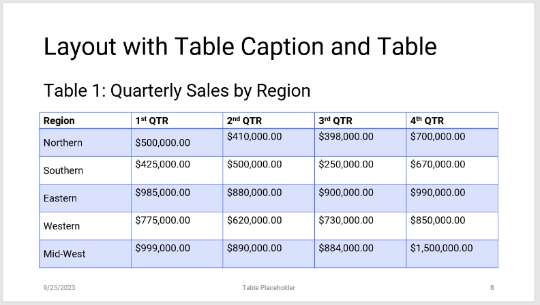 Layout with Table Caption and Table
Table 1: Quarterly Sales by Region
Region 1st QTR 2nd QTR 3rd QTR 4th QTR
Northern $500,000.00 $410,000.00 $398,000.00 $700,000.00
Southern $425,000.00 $500,000.00 $250,000.00 $670,000.00
Eastern $985,000.00 $880,000.00 $900,000.00 $990,000.00
Western $775,000.00 $620,000.00 $730,000.00 $850,000.00
Mid-West $999,000.00 $890,000.00 $884,000.00 $1,500,000.00
9/25/2023 Table Placeholder 8